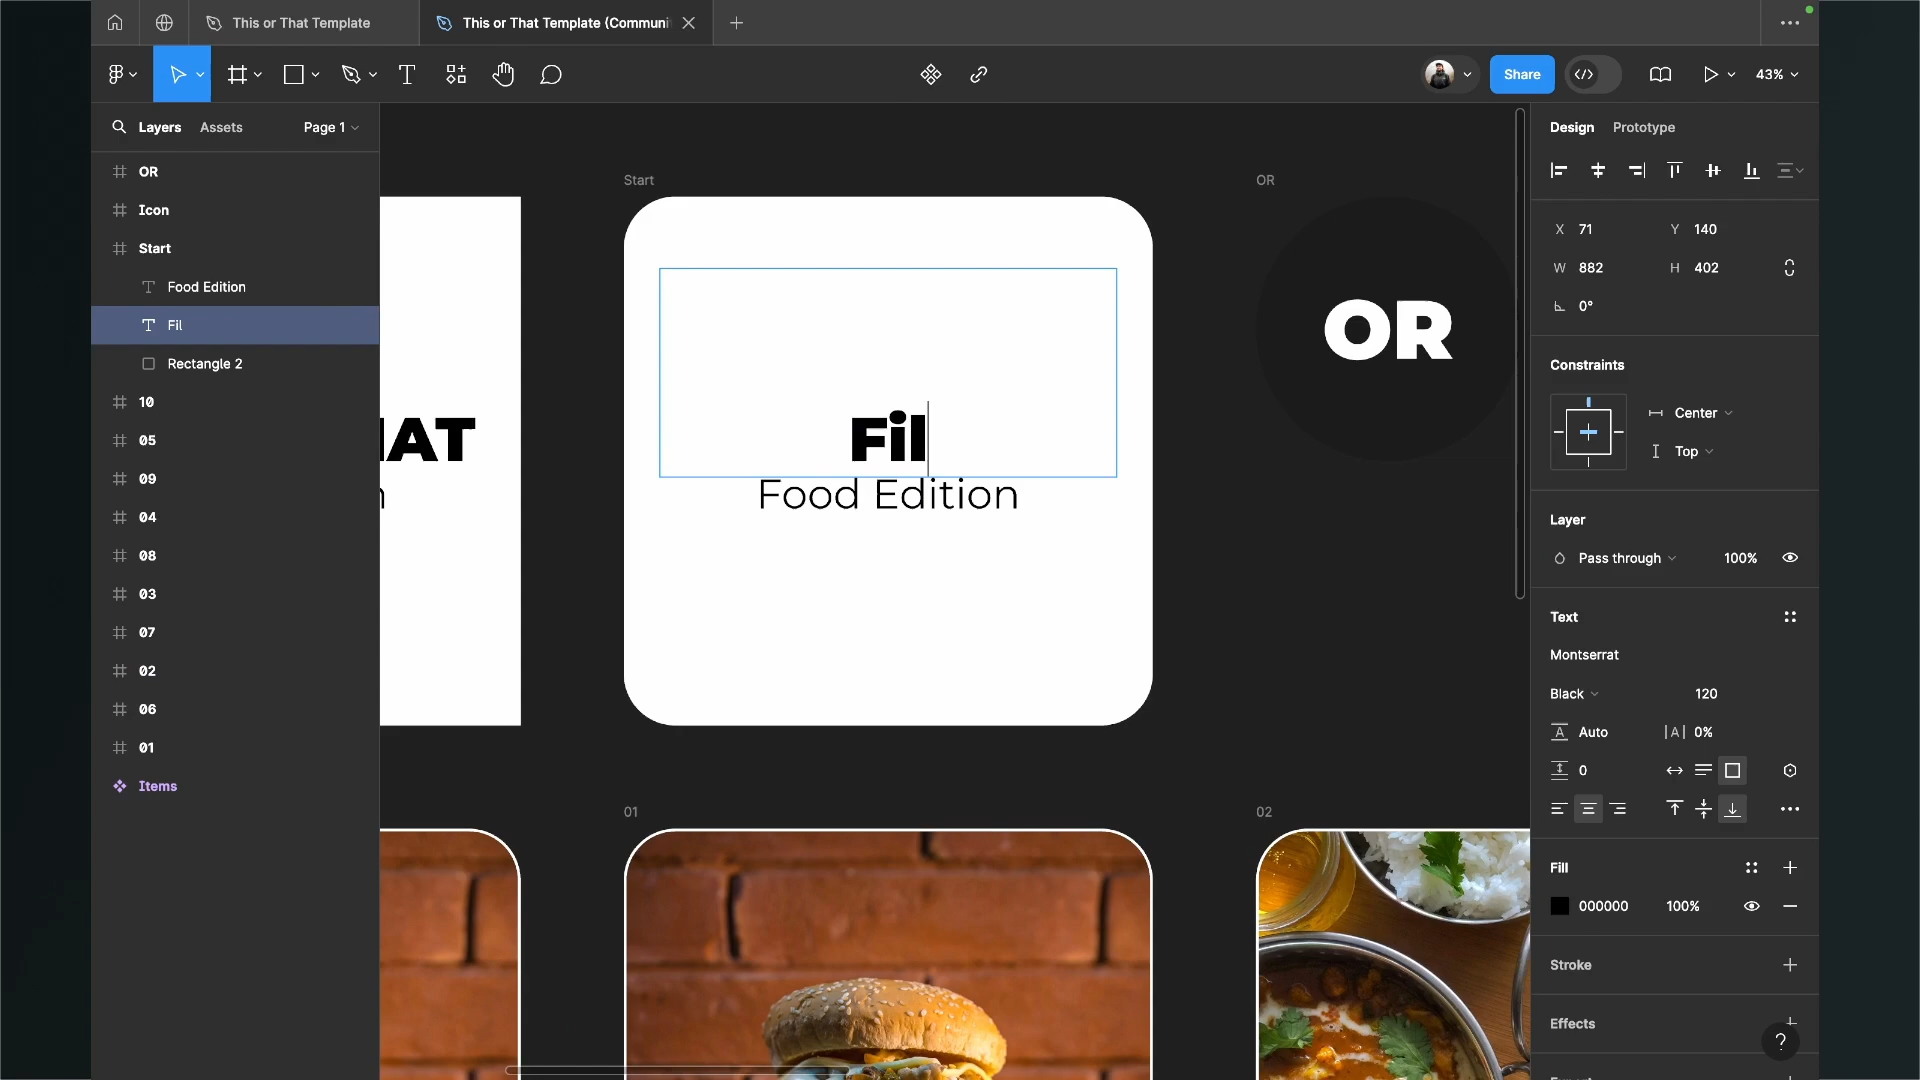 This or That Template
This or That Template (Communi
Share
43%
Layers
Assets
Page 1
Design
Prototype
OR
Icon
Start
Food Edition
Fil
Rectangle 2
10
05
09
04
08
03
07
02
06
01
Items
Start
OR
HAT
n
Fil
Food Edition
OR
01
02
X 71
Y 140
W 882
H 402
0°
Constraints
Center
Top
Layer
Pass through
100%
Text
Montserrat
Black
120
Auto
0%
0
Fill
000000
100%
Stroke
Effects
?